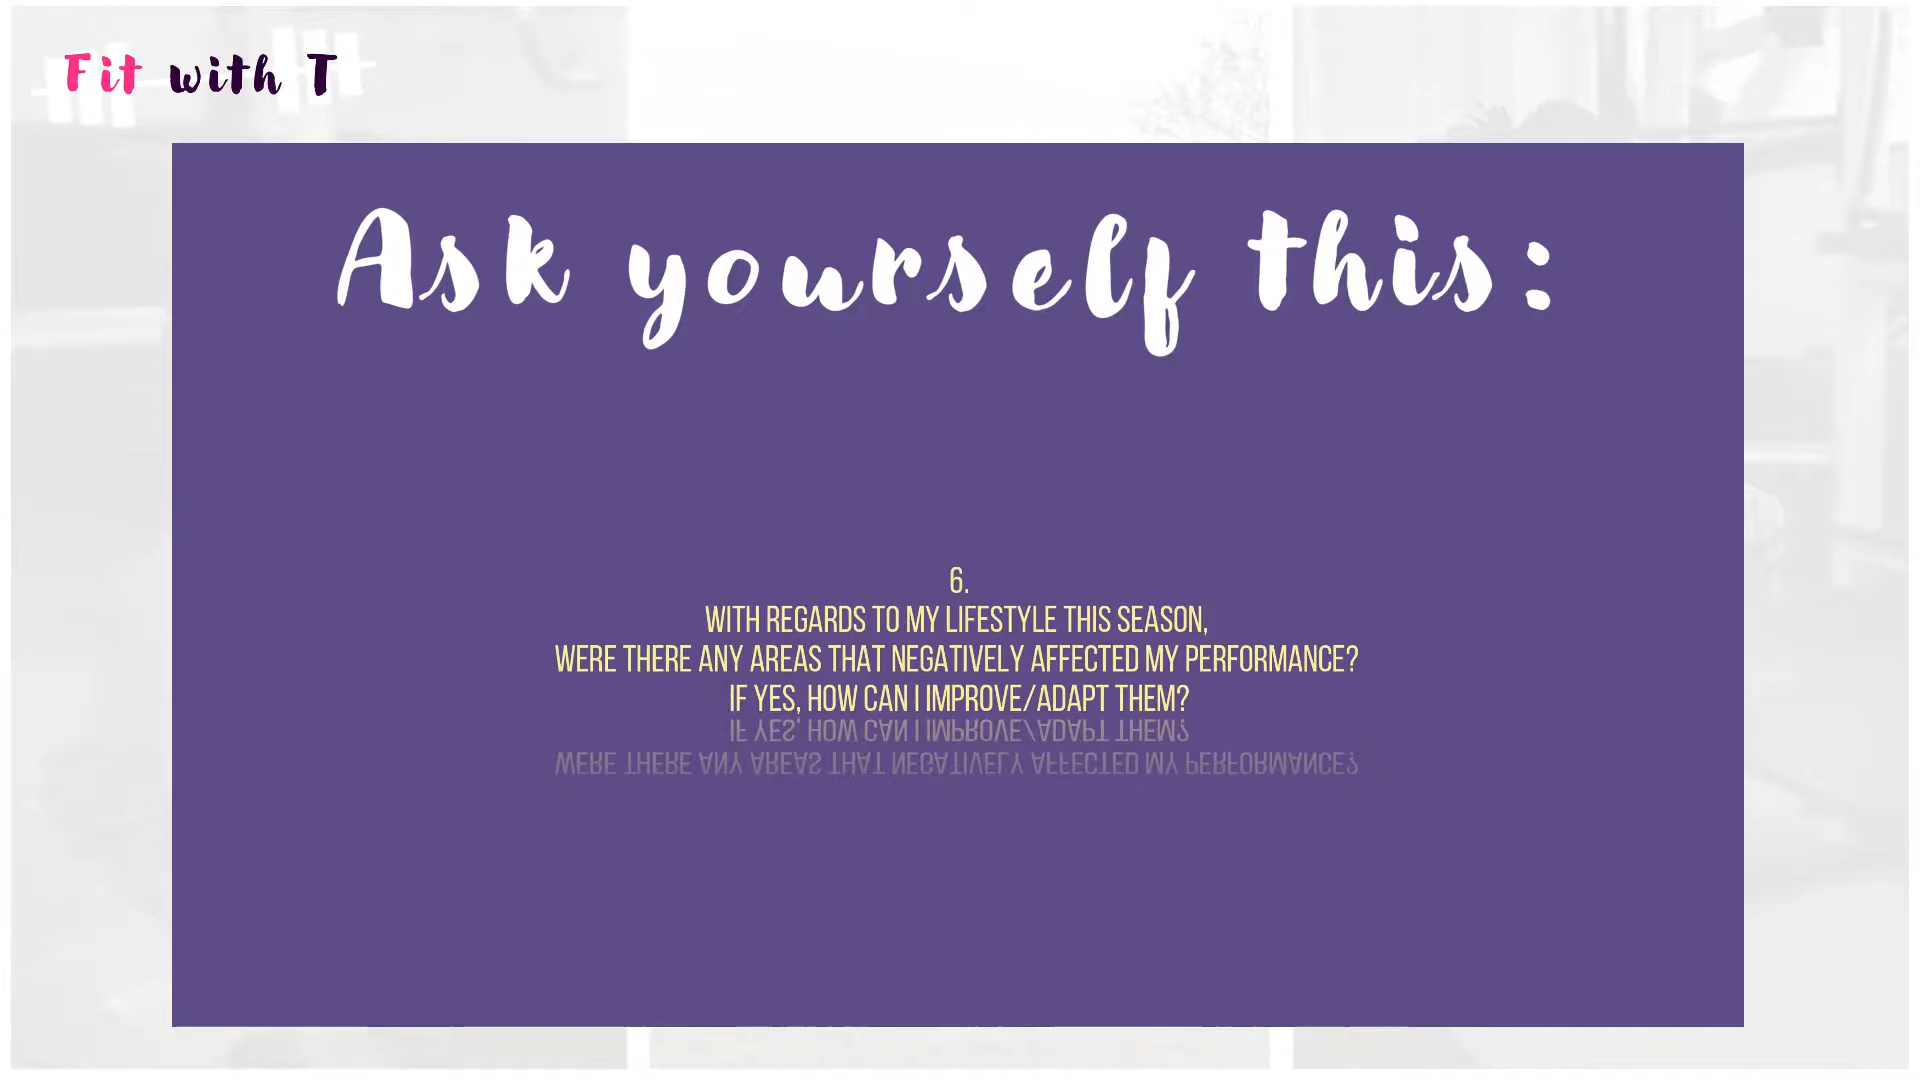 Fit with T
Ask yourself this:
6.
WITH REGARDS TO MY LIFESTYLE THIS SEASON,
WERE THERE ANY AREAS THAT NEGATIVELY AFFECTED MY PERFORMANCE?
IF YES, HOW CAN I IMPROVE/ADAPT THEM?